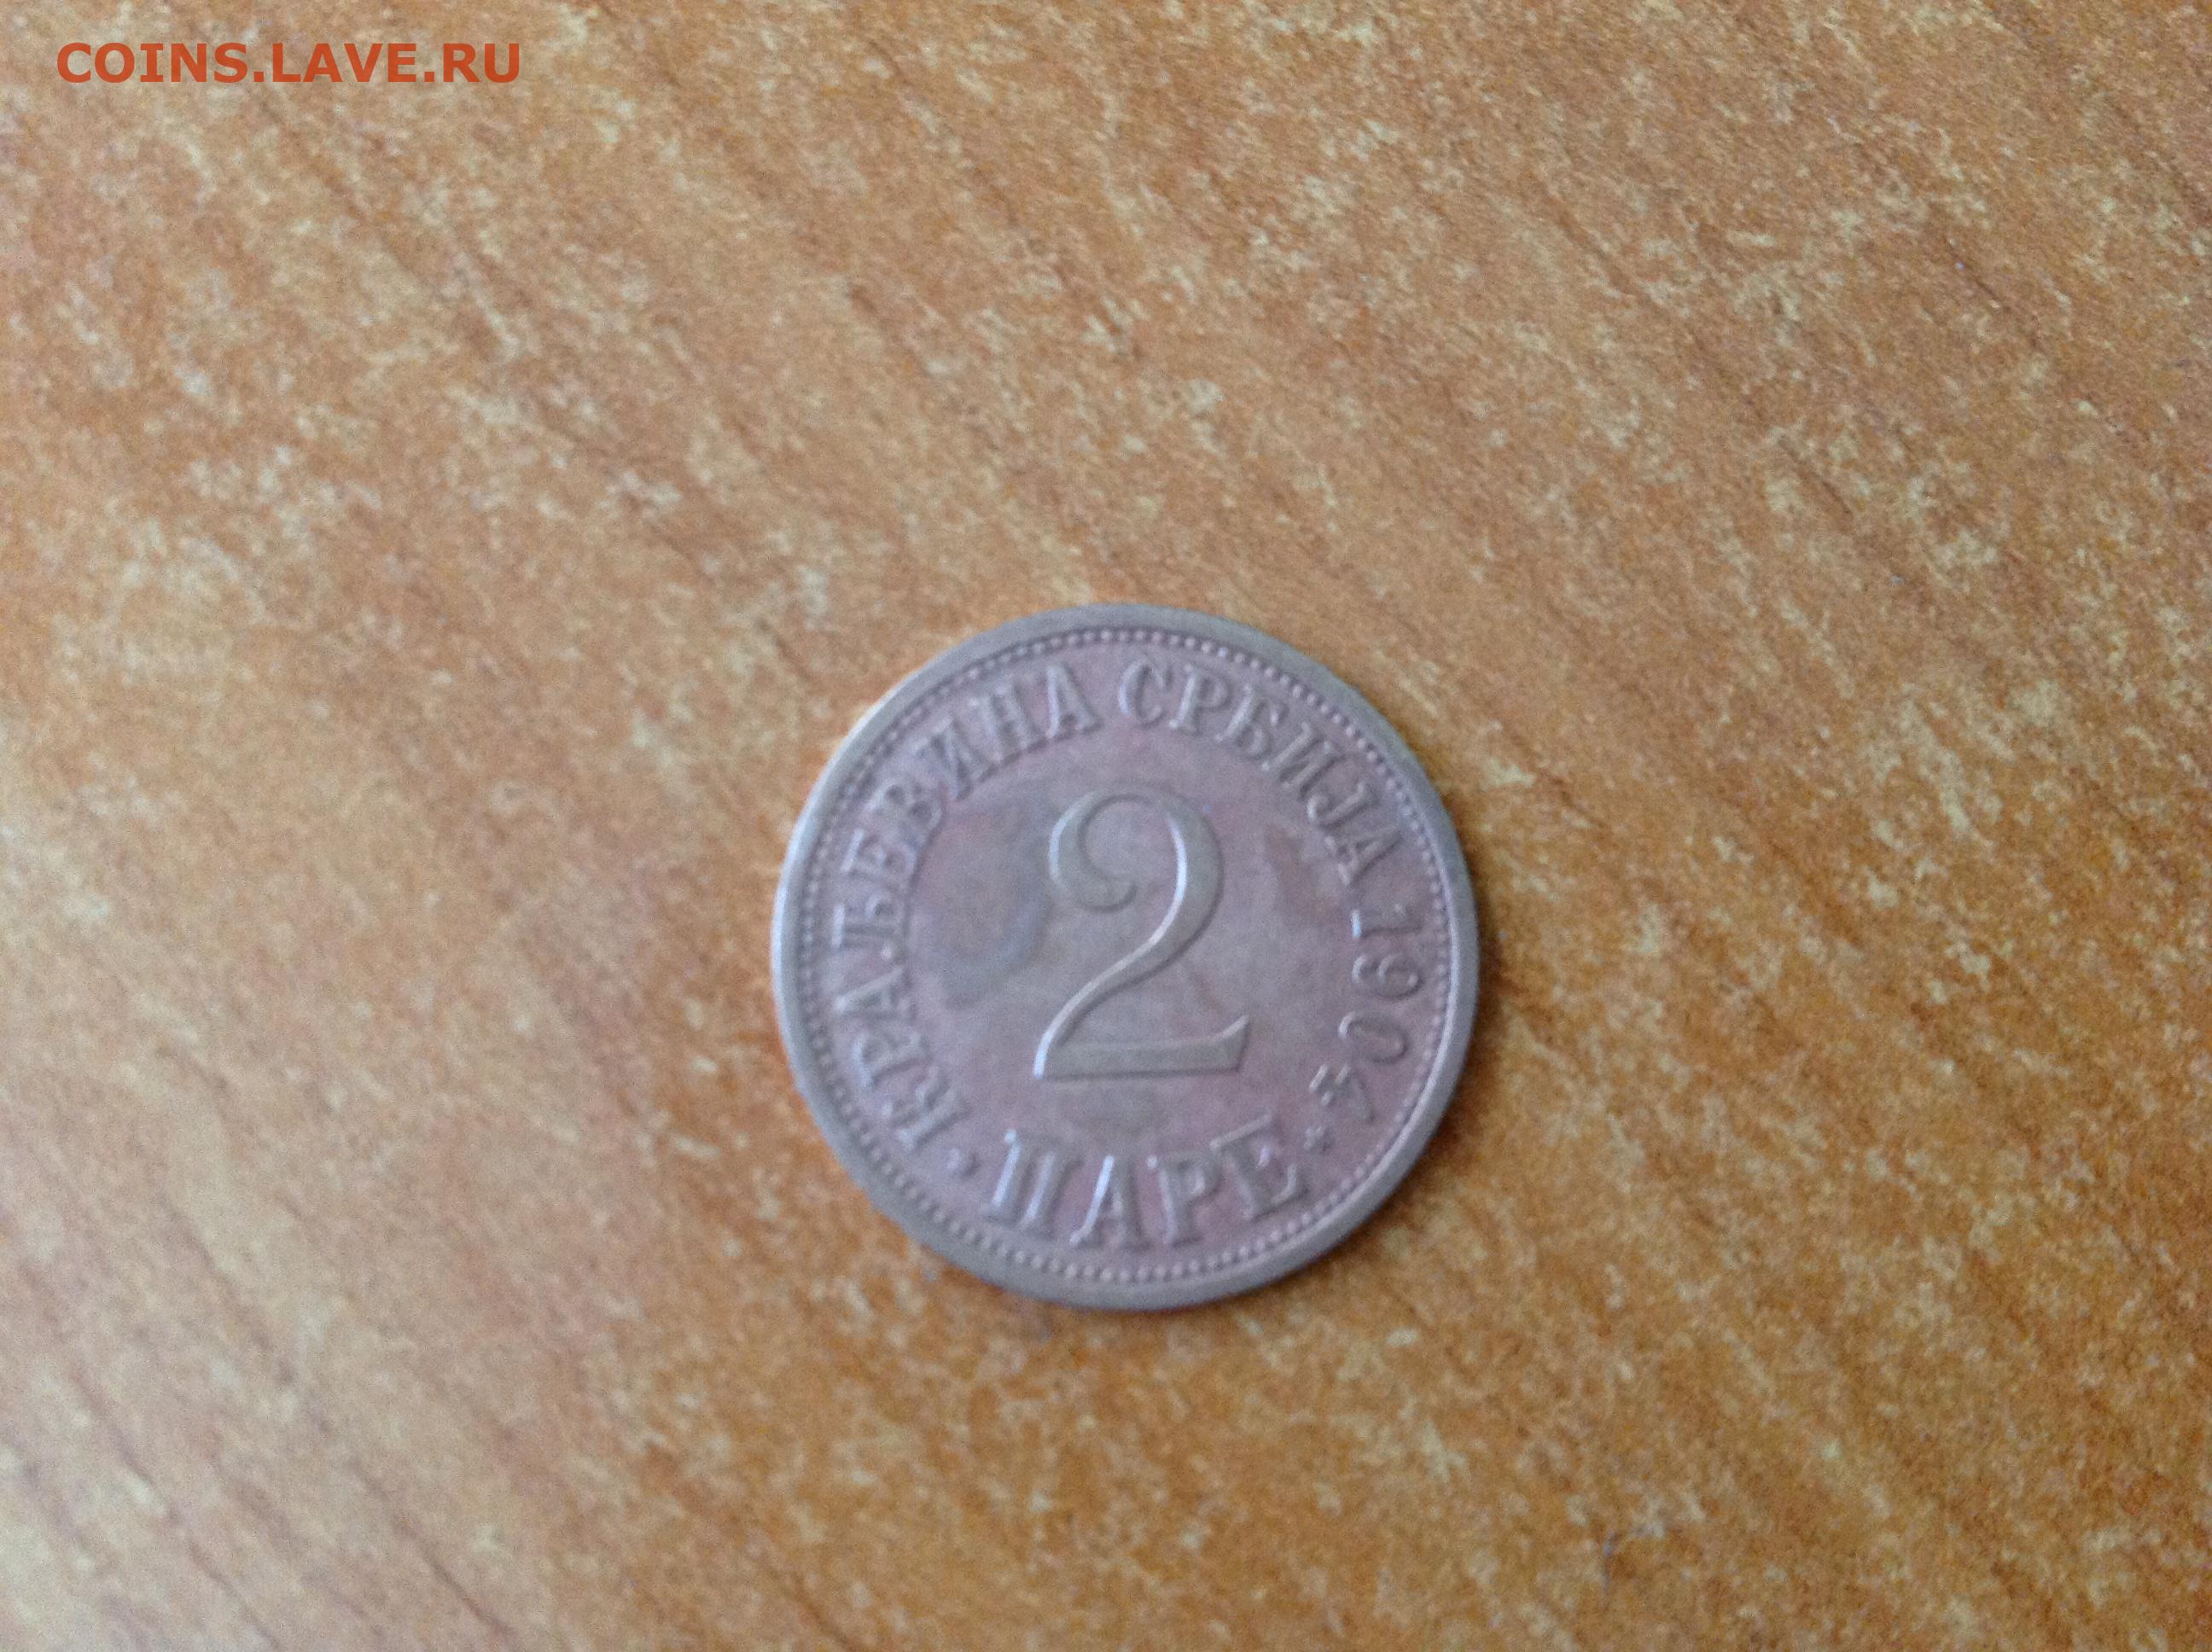 COINS.LAVE.RU
КРАЉЕВИНА СРБИЈА 1904
2
ПАРЕ